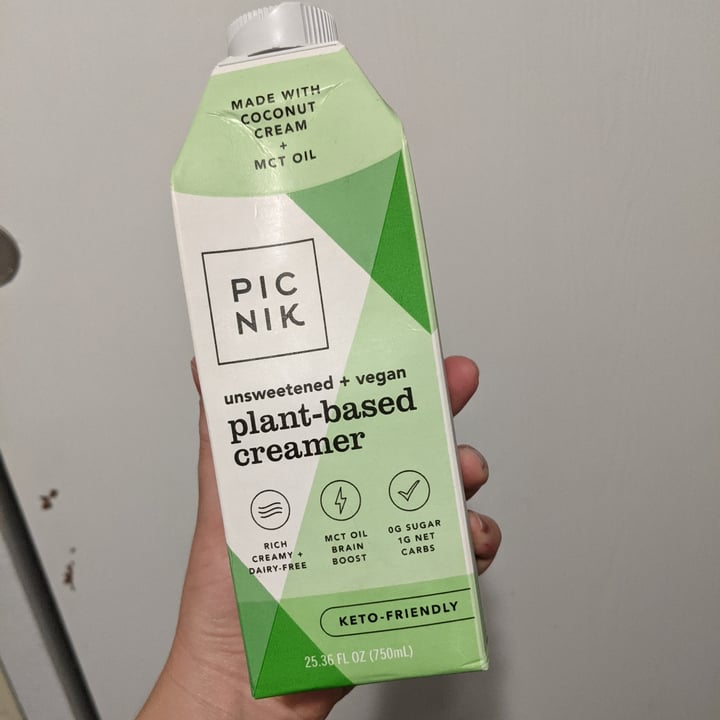 MADE WITH
COCONUT
CREAM
+
MCT OIL
PIC
NIK
unsweetened + vegan
plant-based
creamer
RICH
CREAMY +
DAIRY-FREE
MCT OIL
BRAIN
BOOST
0G SUGAR
1G NET
CARBS
KETO-FRIENDLY
25.36 FL OZ (750mL)